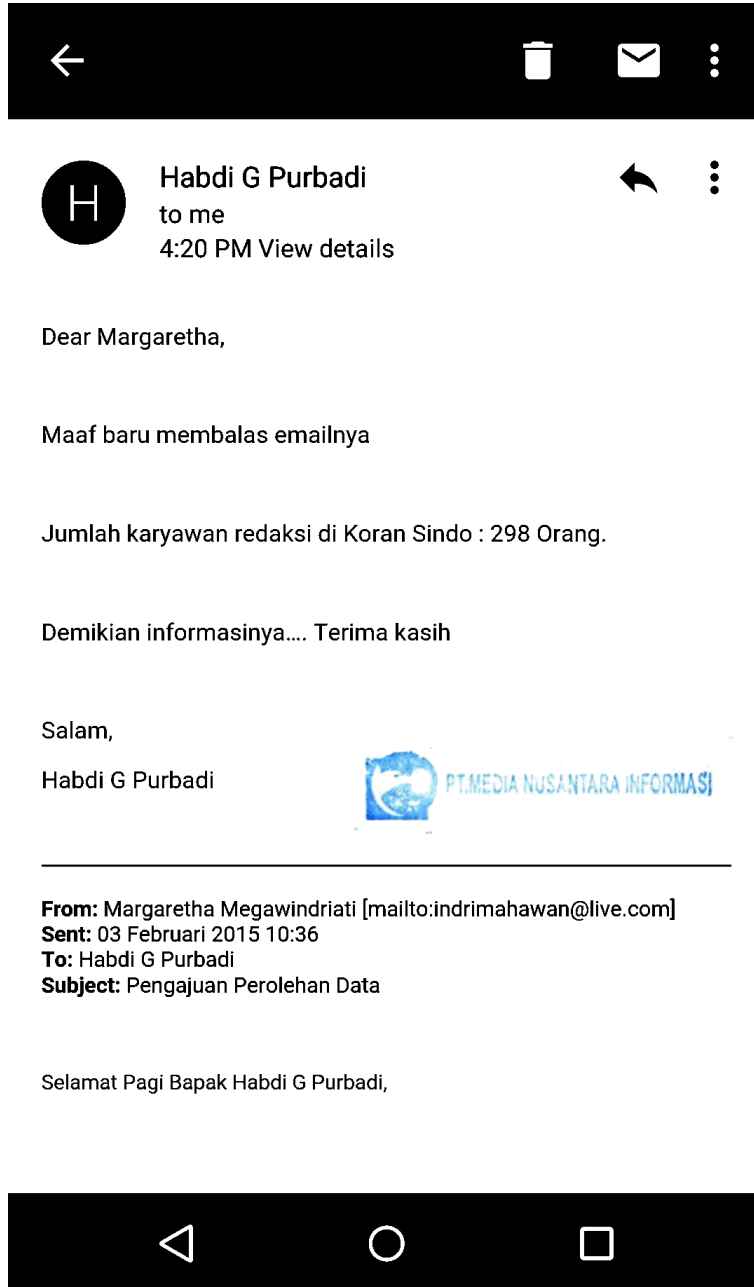 H
Habdi G Purbadi
to me
4:20 PM View details
Dear Margaretha,
Maaf baru membalas emailnya
Jumlah karyawan redaksi di Koran Sindo : 298 Orang.
Demikian informasinya.... Terima kasih
Salam,
Habdi G Purbadi
PT.MEDIA NUSANTARA INFORMASI
From: Margaretha Megawindriati [mailto:indrimahawan@live.com]
Sent: 03 Februari 2015 10:36
To: Habdi G Purbadi
Subject: Pengajuan Perolehan Data
Selamat Pagi Bapak Habdi G Purbadi,